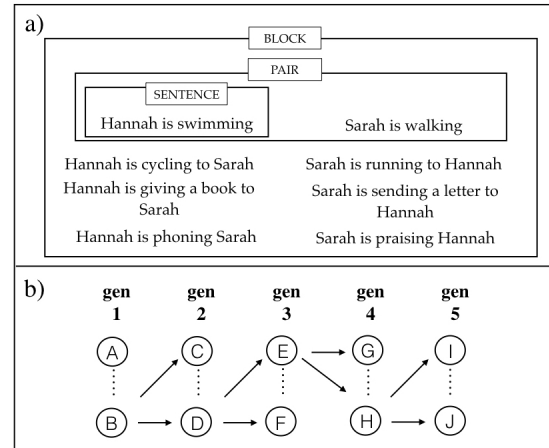 a)
BLOCK
PAIR
SENTENCE
Hannah is swimming
Sarah is walking
Hannah is cycling to Sarah
Sarah is running to Hannah
Hannah is giving a book to
Sarah
Sarah is sending a letter to
Hannah
Hannah is phoning Sarah
Sarah is praising Hannah
b)
gen gen gen gen gen
1 2 3 4 5
A C E G I
B D F H J